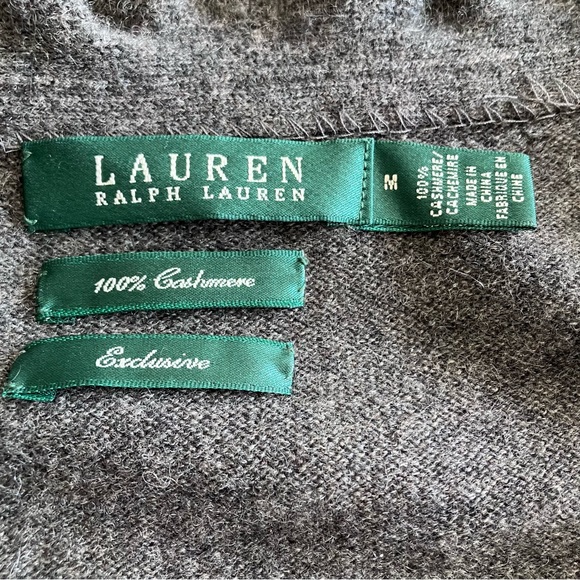 LAUREN
RALPH LAUREN
M
100%
CASHMERE/
CACHEMIRE
MADE IN
CHINA
FABRIQUE EN
CHINE
100% Cashmere
Exclusive